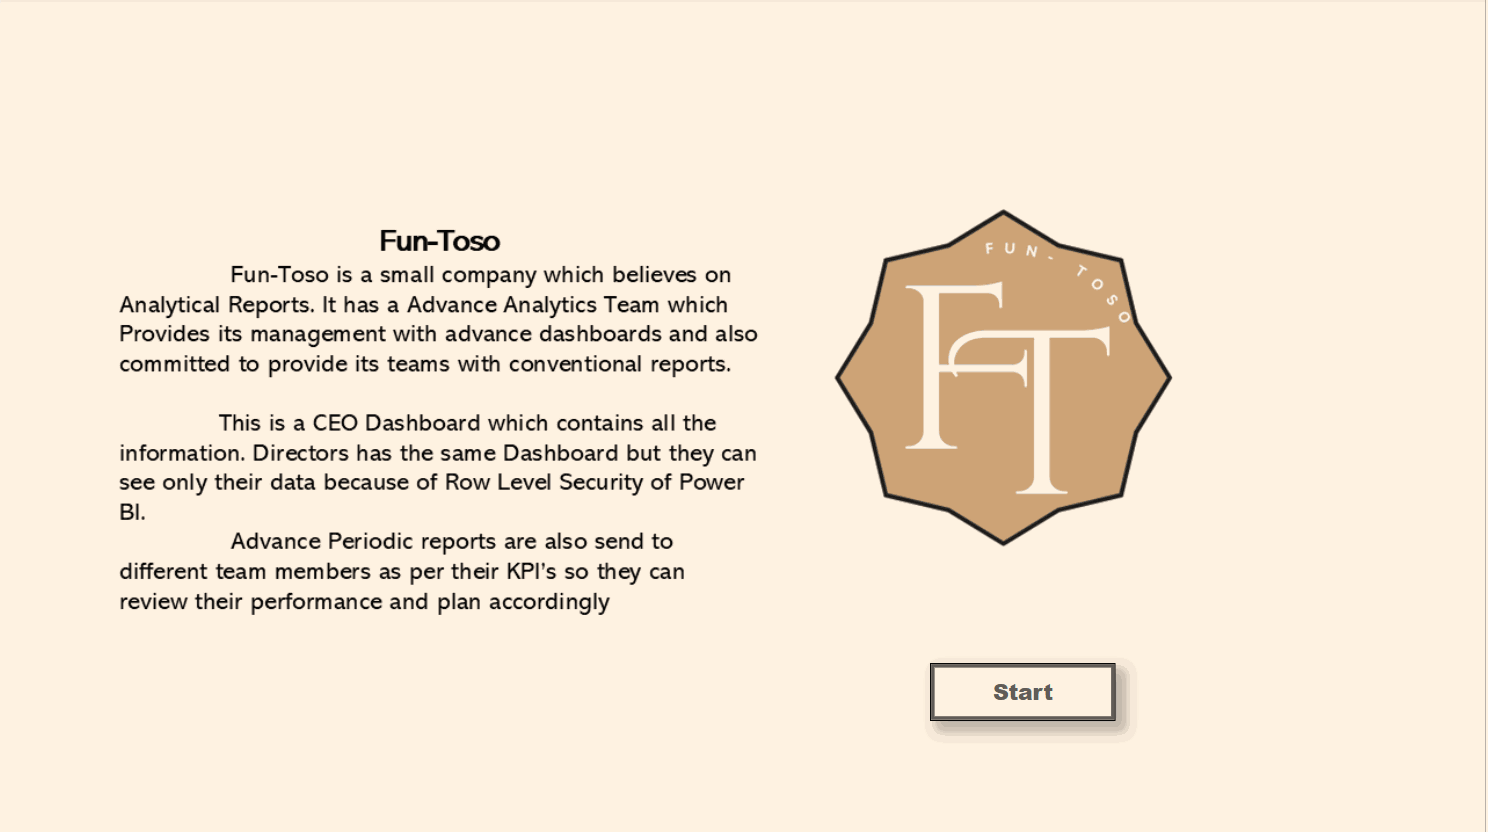 Fun-Toso
Fun-Toso is a small company which believes on
Analytical Reports. It has a Advance Analytics Team which
Provides its management with advance dashboards and also
committed to provide its teams with conventional reports.
This is a CEO Dashboard which contains all the
information. Directors has the same Dashboard but they can
see only their data because of Row Level Security of Power
BI.
Advance Periodic reports are also send to
different team members as per their KPI's so they can
review their performance and plan accordingly
FUN- TOSO
FT
Start